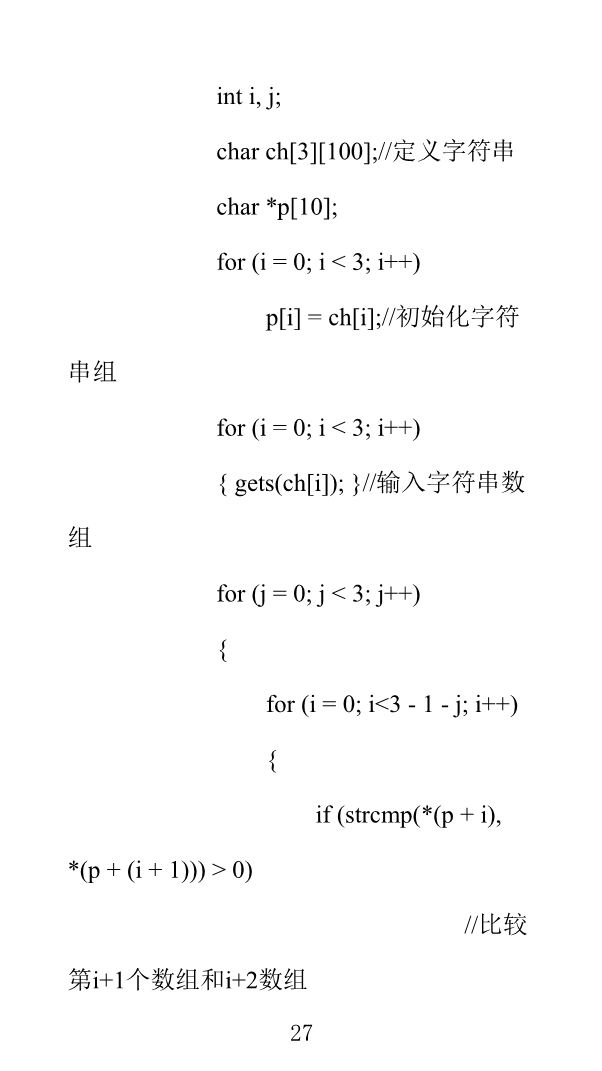 int i, j;
char ch[3][100];//定义字符串
char *p[10];
for (i = 0; i < 3; i++)
p[i] = ch[i];//初始化字符
串组
for (i = 0; i < 3; i++)
{ gets(ch[i]); }//输入字符串数
组
for (j = 0; j < 3; j++)
{
for (i = 0; i<3 - 1 - j; i++)
{
if (strcmp(*(p + i),
*(p + (i + 1))) > 0)
//比较
第i+1个数组和i+2数组
27